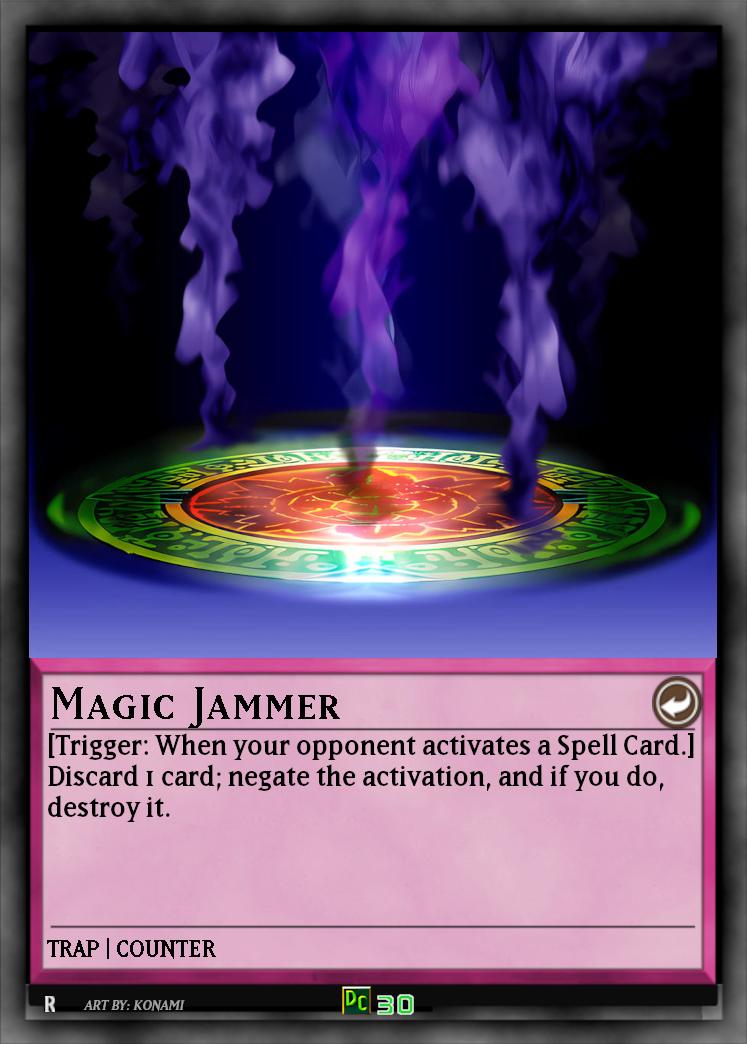 Magic Jammer
[Trigger: When your opponent activates a Spell Card.]
Discard 1 card; negate the activation, and if you do,
destroy it.
TRAP | COUNTER
R ART BY: KONAMI DC 30